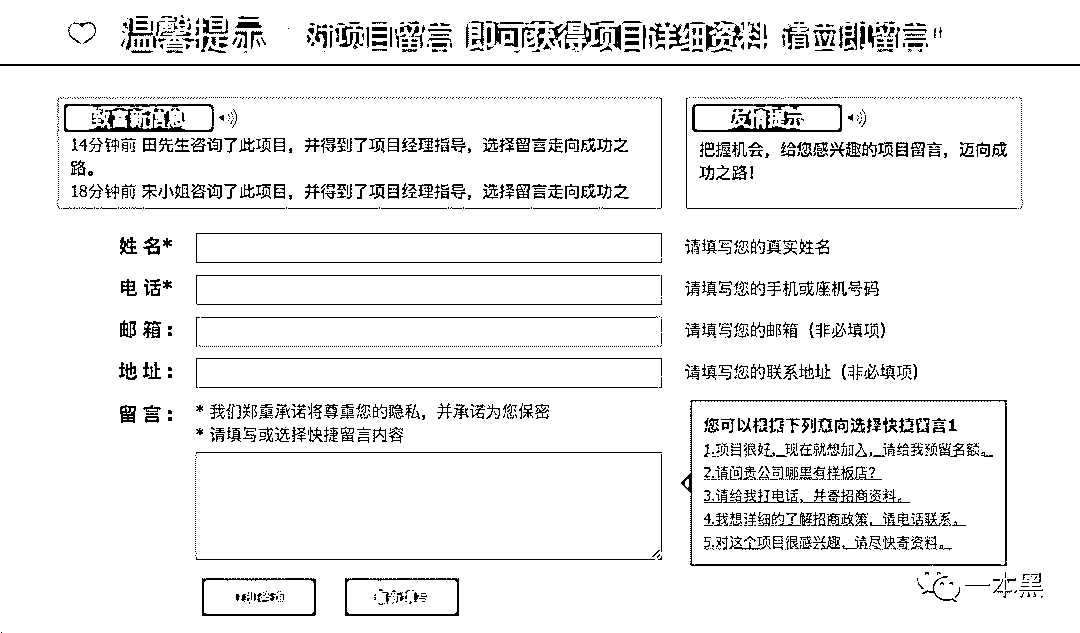 温馨提示 对项目留言 即可获得项目详细资料 请立即留言"
致富新信息
14分钟前 田先生咨询了此项目，并得到了项目经理指导，选择留言走向成功之
路。
18分钟前 宋小姐咨询了此项目，并得到了项目经理指导，选择留言走向成功之
友情提示
把握机会，给您感兴趣的项目留言，迈向成
功之路！
姓 名* 请填写您的真实姓名
电 话* 请填写您的手机或座机号码
邮 箱： 请填写您的邮箱（非必填项）
地 址： 请填写您的联系地址（非必填项）
留 言： * 我们郑重承诺将尊重您的隐私，并承诺为您保密
* 请填写或选择快捷留言内容
您可以根据下列意向选择快捷留言1
1.项目很好，现在就想加入，请给我预留名额。
2.请问贵公司哪里有样板店？
3.请给我打电话，并寄招商资料。
4.我想详细的了解招商政策，请电话联系。
5.对这个项目很感兴趣，请尽快寄资料。
立即咨询 重新填写
一本黑